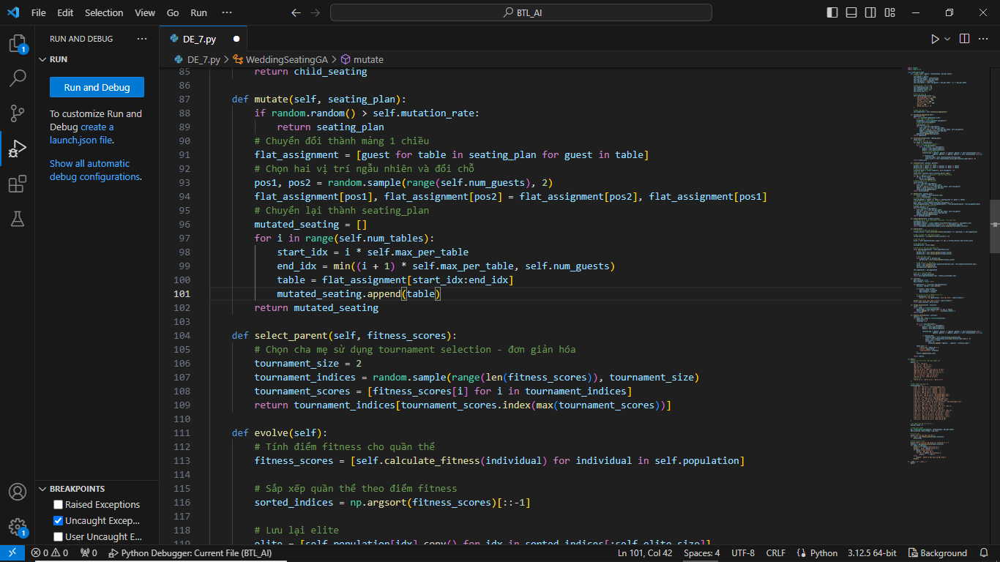 File Edit Selection View Go Run ··· BTL_AI
RUN AND DEBUG ···
RUN
Run and Debug
To customize Run and
Debug create a
launch.json file.
Show all automatic
debug configurations.
BREAKPOINTS
Raised Exceptions
Uncaught Excep...
User Uncaught E...
1
1
DE_7.py
DE_7.py > WeddingSeatingGA > mutate
85 return child_seating
86
87 def mutate(self, seating_plan):
88 if random.random() > self.mutation_rate:
89 return seating_plan
90 # Chuyển đổi thành mảng 1 chiều
91 flat_assignment = [guest for table in seating_plan for guest in table]
92 # Chọn hai vị trí ngẫu nhiên và đổi chỗ
93 pos1, pos2 = random.sample(range(self.num_guests), 2)
94 flat_assignment[pos1], flat_assignment[pos2] = flat_assignment[pos2], flat_assignment[pos1]
95 # Chuyển lại thành seating_plan
96 mutated_seating = []
97 for i in range(self.num_tables):
98 start_idx = i * self.max_per_table
99 end_idx = min((i + 1) * self.max_per_table, self.num_guests)
100 table = flat_assignment[start_idx:end_idx]
101 mutated_seating.append(table)
102 return mutated_seating
103
104 def select_parent(self, fitness_scores):
105 # Chọn cha mẹ sử dụng tournament selection - đơn giản hóa
106 tournament_size = 2
107 tournament_indices = random.sample(range(len(fitness_scores)), tournament_size)
108 tournament_scores = [fitness_scores[i] for i in tournament_indices]
109 return tournament_indices[tournament_scores.index(max(tournament_scores))]
110
111 def evolve(self):
112 # Tính điểm fitness cho quần thể
113 fitness_scores = [self.calculate_fitness(individual) for individual in self.population]
114
115 # Sắp xếp quần thể theo điểm fitness
116 sorted_indices = np.argsort(fitness_scores)[::-1]
117
118 # Lưu lại elite
119 elite = [self.population[idx].copy() for idx in sorted_indices[:self.elite_size]]
0 0 0 Python Debugger: Current File (BTL_AI) Ln 101, Col 42 Spaces: 4 UTF-8 CRLF Python 3.12.5 64-bit Background